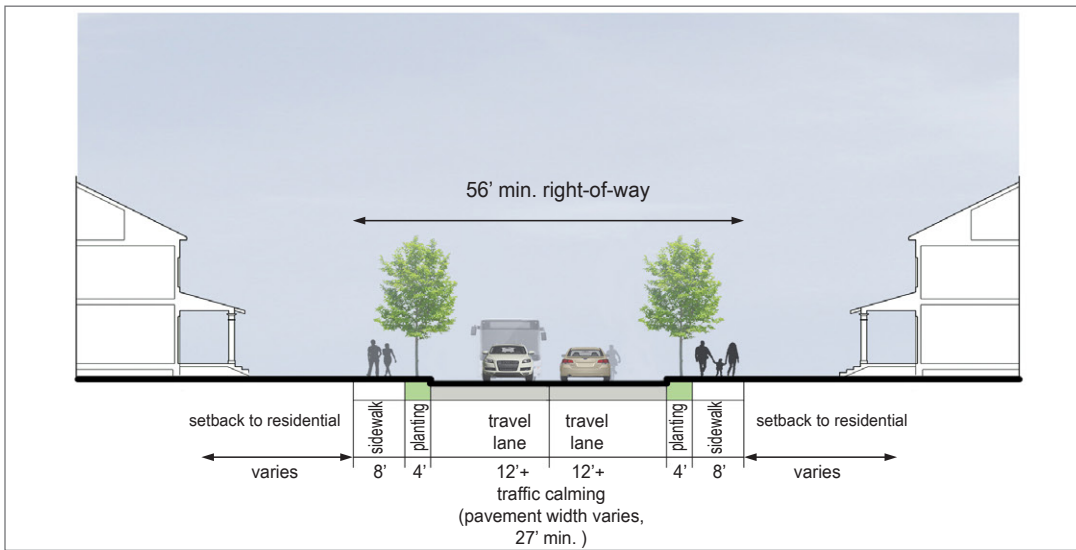 56’ min. right-of-way
setback to residential
sidewalk
planting
travel
lane
travel
lane
planting
sidewalk
setback to residential
varies
8’
4’
12’+
12’+
4’
8’
varies
traffic calming
(pavement width varies,
27’ min. )